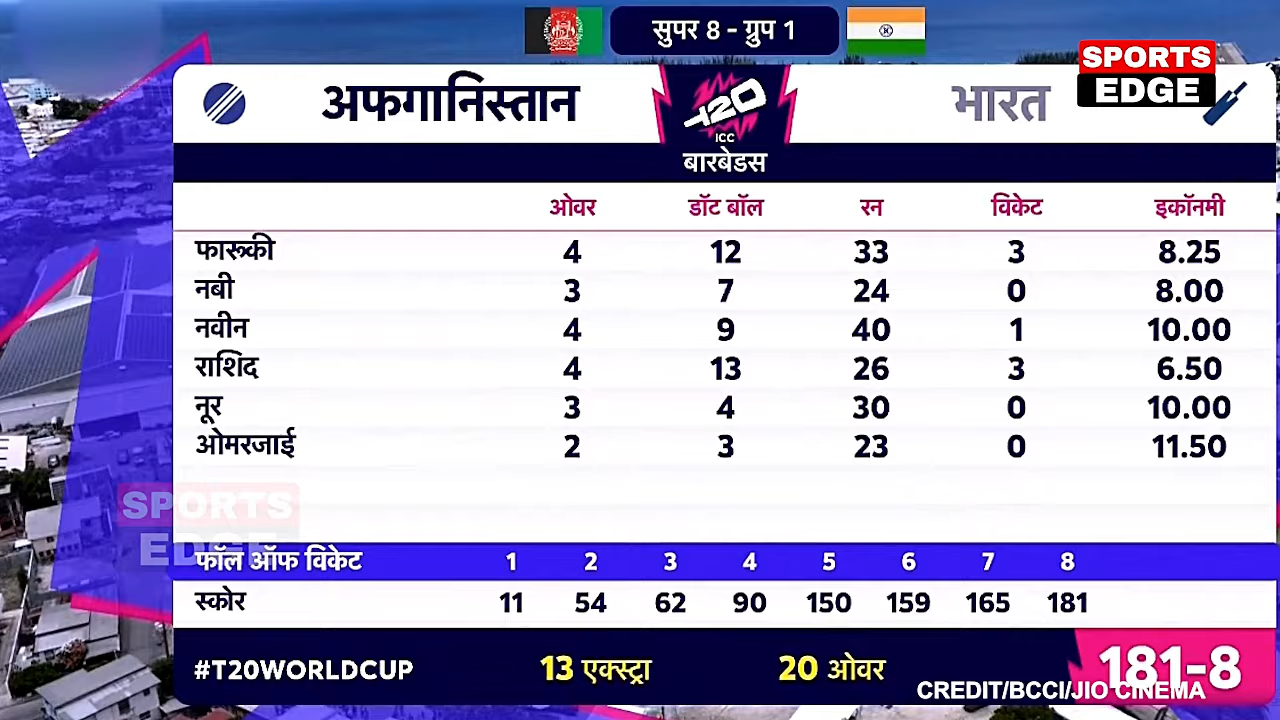 सुपर 8 - ग्रुप 1
SPORTS
EDGE
अफगानिस्तान
भारत
T20
ICC
बारबेडस
ओवर डॉट बॉल रन विकेट इकॉनमी
फारूकी 4 12 33 3 8.25
नबी 3 7 24 0 8.00
नवीन 4 9 40 1 10.00
राशिद 4 13 26 3 6.50
नूर 3 4 30 0 10.00
ओमरजाई 2 3 23 0 11.50
SPORTS
EDGE
फॉल ऑफ विकेट 1 2 3 4 5 6 7 8
स्कोर 11 54 62 90 150 159 165 181
#T20WORLDCUP 13 एक्स्ट्रा 20 ओवर 181-8
CREDIT/BCCI/JIO CINEMA